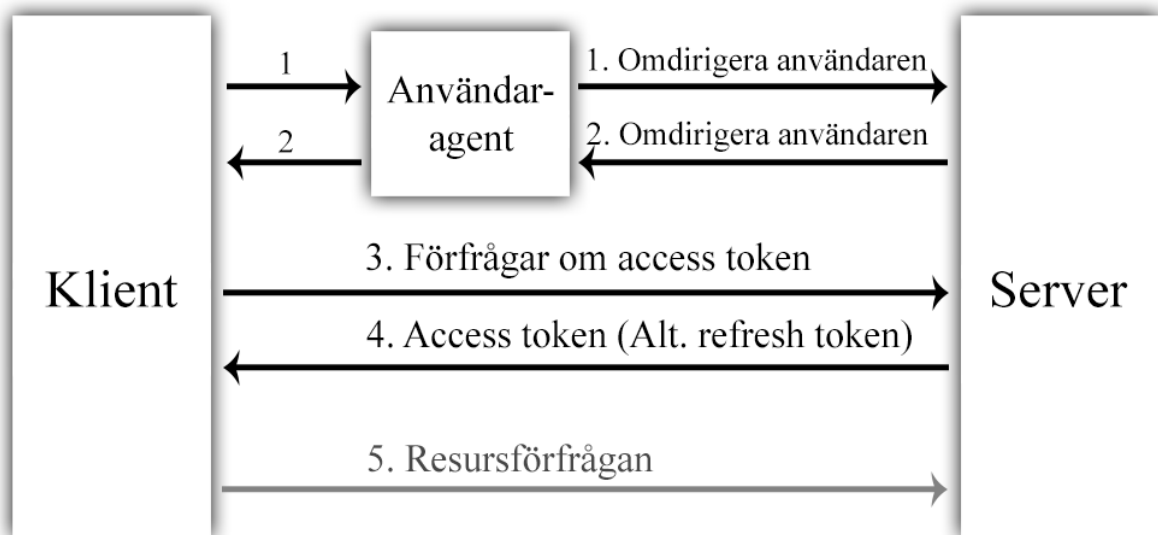 Klient
1
2
Användar-
agent
1. Omdirigera användaren
2. Omdirigera användaren
3. Förfrågar om access token
4. Access token (Alt. refresh token)
5. Resursförfrågan
Server